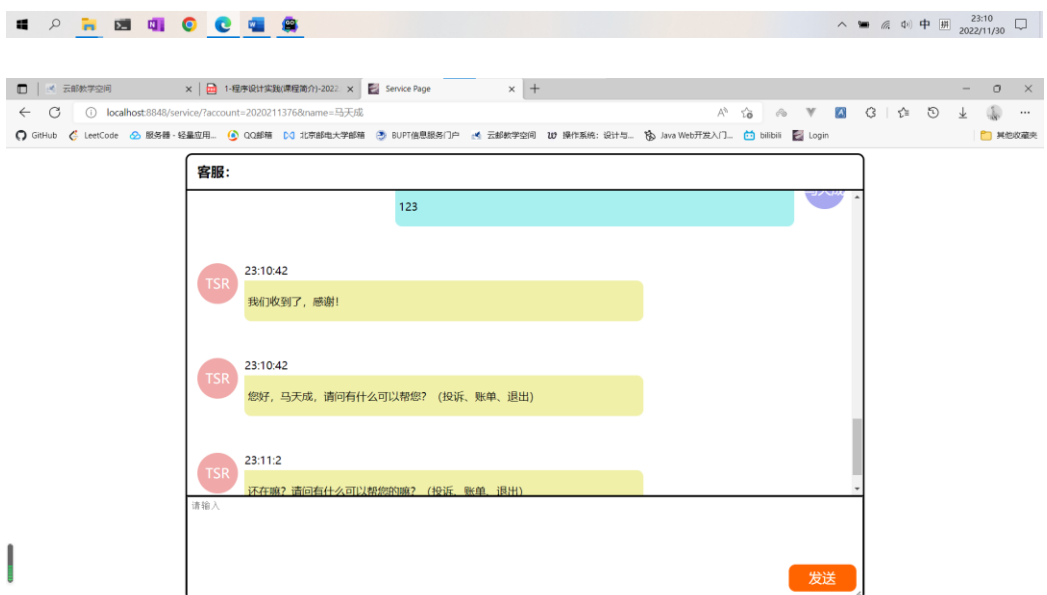 中 拼 23:10
2022/11/30
云邮教学空间 1-程序设计实践(课程简介)-2022 Service Page
localhost:8848/service/?account=2020211376&name=马天成
GitHub LeetCode 服务器 - 轻量应用... QQ邮箱 北京邮电大学邮箱 BUPT信息服务门户 云邮教学空间 操作系统：设计与... Java Web开发入门... bilibili Login 其他收藏夹
客服：
马天成
123
23:10:42
TSR
我们收到了，感谢！
23:10:42
TSR
您好，马天成，请问有什么可以帮您？（投诉、账单、退出）
23:11:2
TSR
还在嘛？请问有什么可以帮您的嘛？（投诉、账单、退出）
请输入
发送